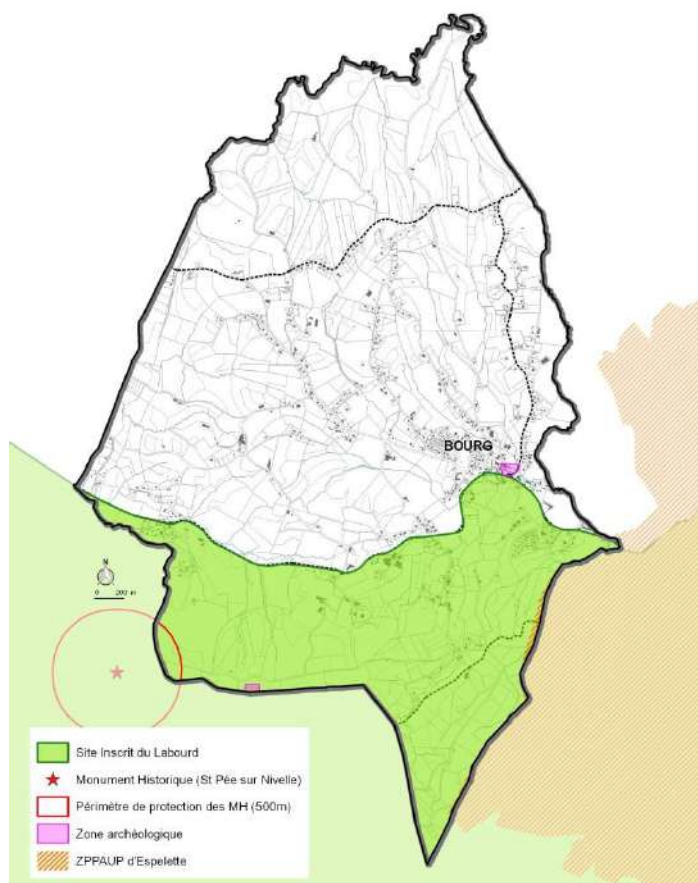 BOURG
N
0 200 m
Site Inscrit du Labourd
Monument Historique (St Pée sur Nivelle)
Périmètre de protection des MH (500m)
Zone archéologique
ZPPAUP d'Espelette